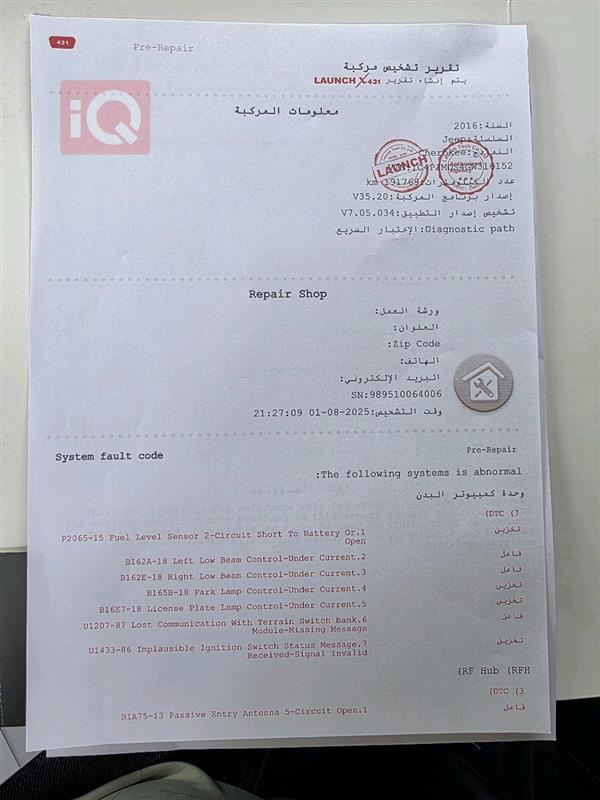 431
Pre-Repair
تقرير تشخيص مركبة
يتم إنشاء تقرير LAUNCH X431
iQ
معلومات المركبة
السنة:2016
السلسلة:Jeep
Cherokee:
LAUNCH
Authorized Agency
عدد الكيلومترات:191769 km
إصدار برنامج المركبة:V35.20
تشخيص إصدار التطبيق:V7.05.034
Diagnostic path:الإختبار السريع
Repair Shop
ورشة العمل:
العنوان:
Zip Code:
الهاتف:
البريد الإلكتروني:
SN:989510064006
وقت التشخيص:2025-08-01 21:27:09
Pre-Repair
System fault code
The following systems is abnormal:
وحدة كمبيوتر البدن
(DTC (7
تخزين
P2065-15 Fuel Level Sensor 2-Circuit Short To Battery Or.1
Open
فاعل
B162A-18 Left Low Beam Control-Under Current.2
فاعل
B162E-18 Right Low Beam Control-Under Current.3
تخزين
B165B-18 Park Lamp Control-Under Current.4
تخزين
B16E7-18 License Plate Lamp Control-Under Current.5
فاعل
U1207-87 Lost Communication With Terrain Switch Bank.6
Module-Missing Message
تخزين
U1433-86 Implausible Ignition Switch Status Message.7
Received-Signal Invalid
(RF Hub (RFH
(DTC (3
فاعل
B1A75-13 Passive Entry Antenna 5-Circuit Open.1